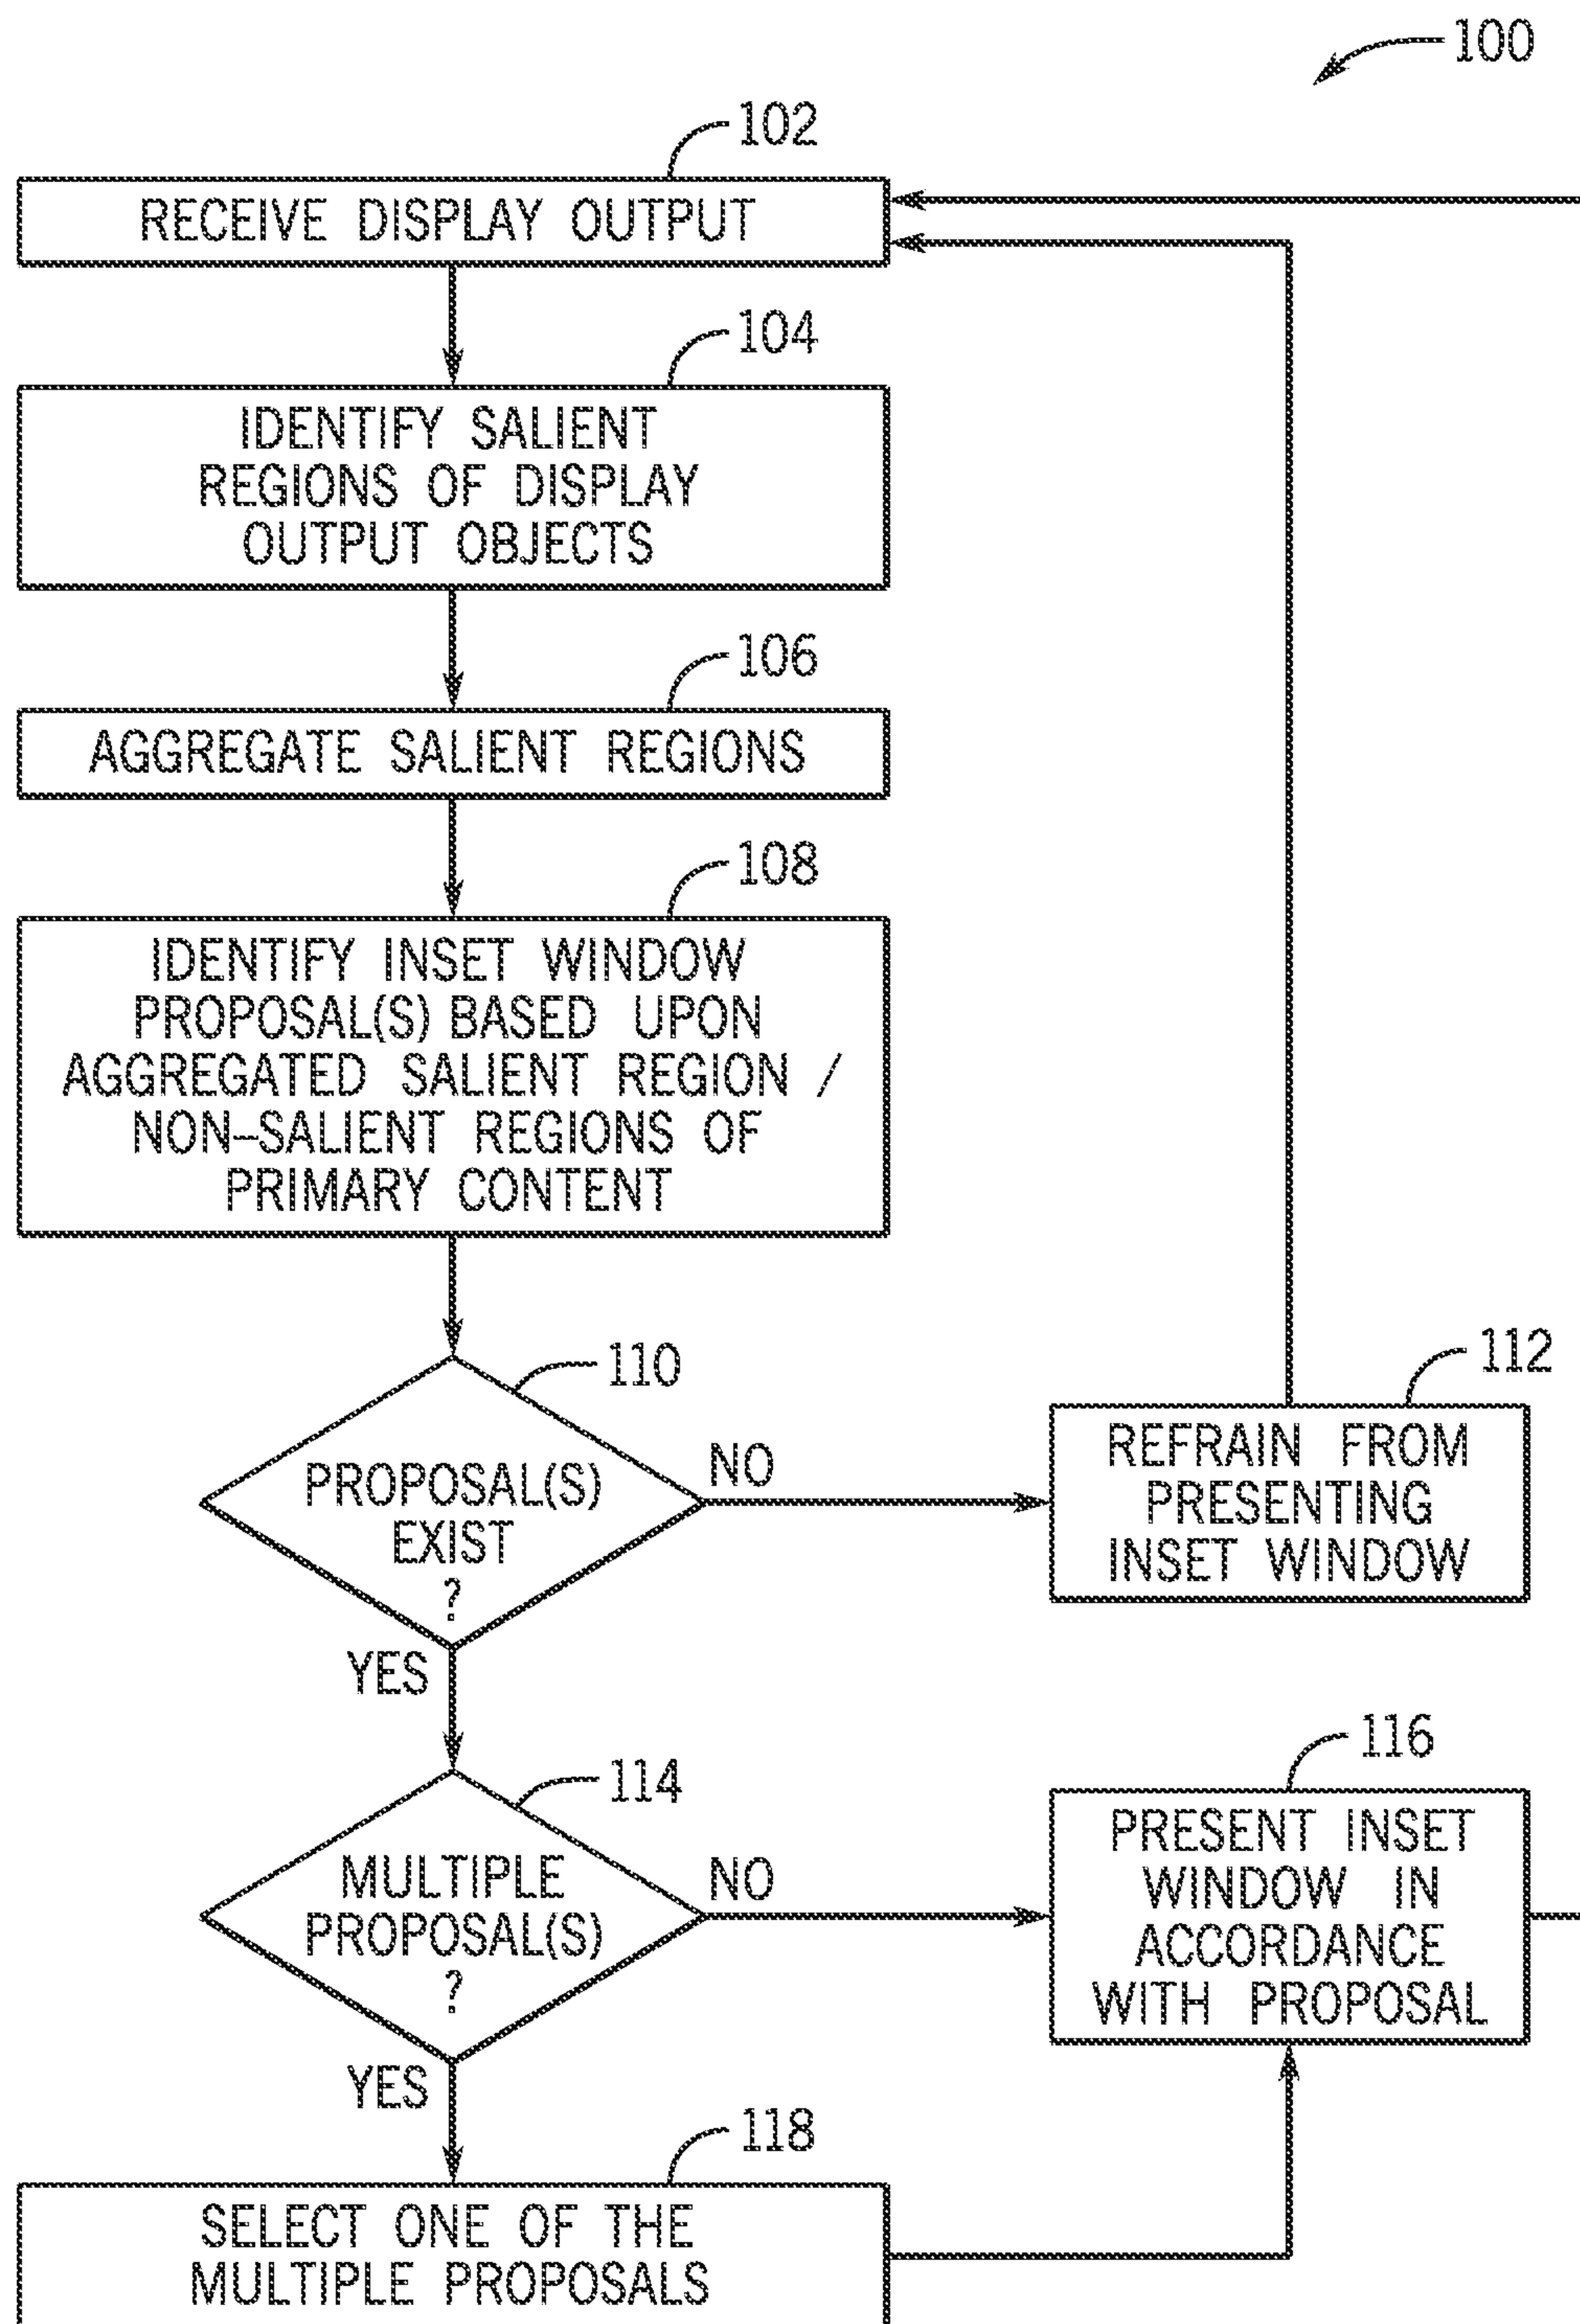 100
102
RECEIVE DISPLAY OUTPUT
104
IDENTIFY SALIENT
REGIONS OF DISPLAY
OUTPUT OBJECTS
106
AGGREGATE SALIENT REGIONS
108
IDENTIFY INSET WINDOW
PROPOSAL(S) BASED UPON
AGGREGATED SALIENT REGION /
NON-SALIENT REGIONS OF
PRIMARY CONTENT
110
PROPOSAL(S)
EXIST
?
NO
YES
112
REFRAIN FROM
PRESENTING
INSET WINDOW
114
MULTIPLE
PROPOSAL(S)
?
NO
YES
116
PRESENT INSET
WINDOW IN
ACCORDANCE
WITH PROPOSAL
118
SELECT ONE OF THE
MULTIPLE PROPOSALS